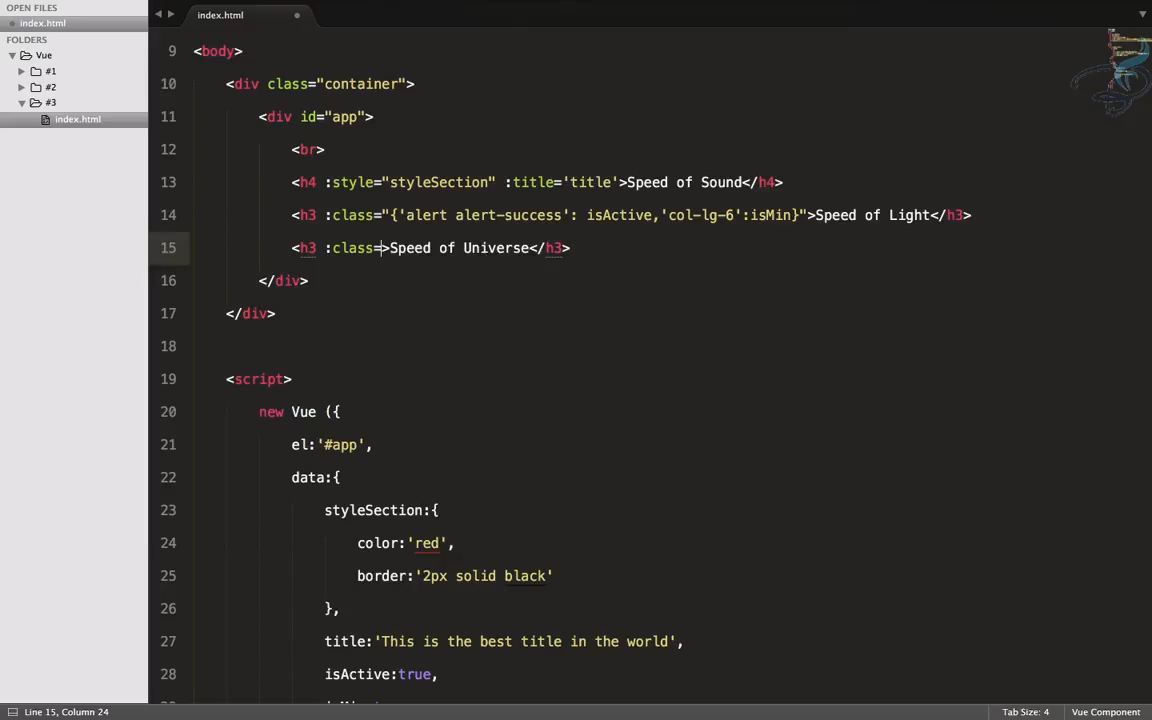 OPEN FILES
index.html
FOLDERS
Vue
#1
#2
#3
index.html
index.html
9 <body>
10 <div class="container">
11 <div id="app">
12 <br>
13 <h4 :style="styleSection" :title='title'>Speed of Sound</h4>
14 <h3 :class="{'alert alert-success': isActive,'col-lg-6':isMin}">Speed of Light</h3>
15 <h3 :class=>Speed of Universe</h3>
16 </div>
17 </div>
18
19 <script>
20 new Vue ({
21 el:'#app',
22 data:{
23 styleSection:{
24 color:'red',
25 border:'2px solid black'
26 },
27 title:'This is the best title in the world',
28 isActive:true,
Line 15, Column 24
Tab Size: 4
Vue Component